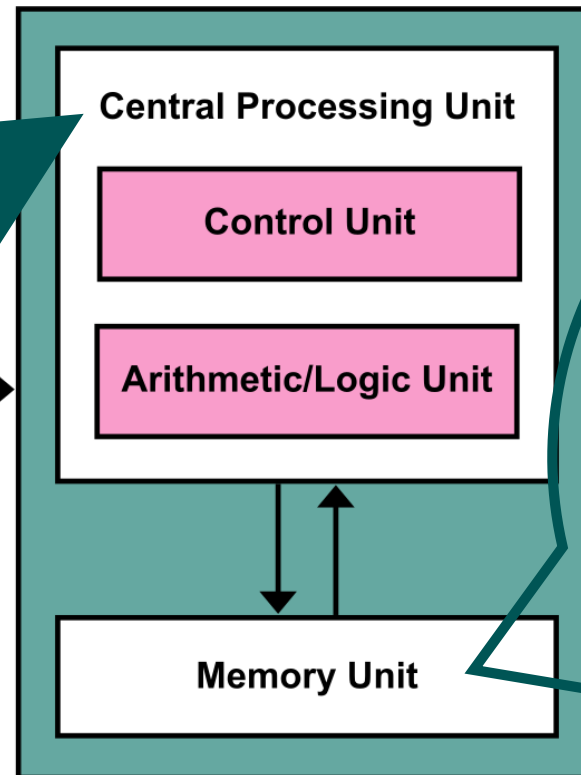 Central Processing Unit
Control Unit
Arithmetic/Logic Unit
Memory Unit